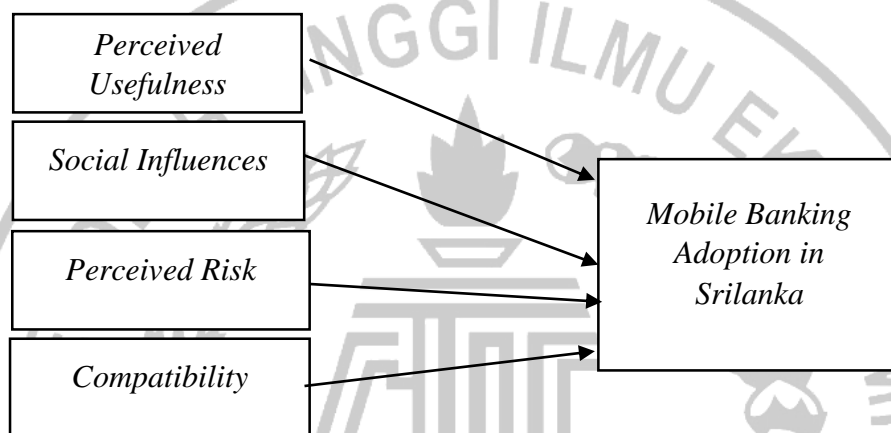 Perceived
Usefulness
Social Influences
Perceived Risk
Compatibility
Mobile Banking
Adoption in
Srilanka
NGGI ILMU